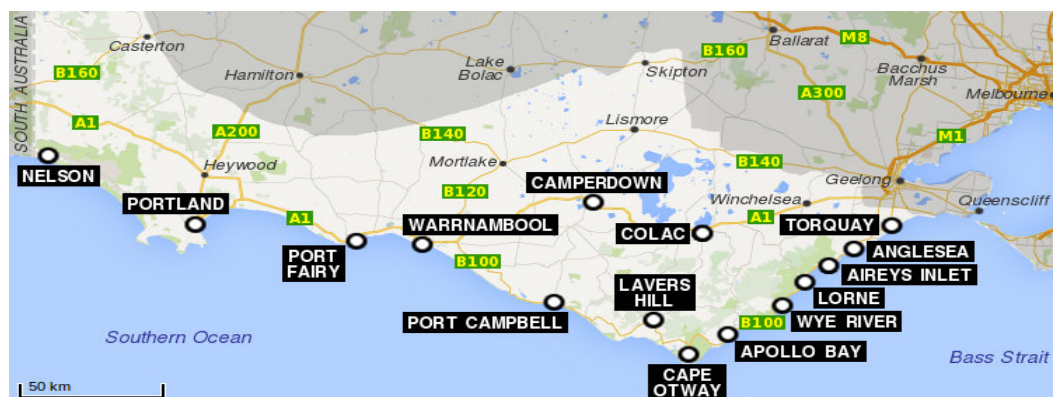 Casterton
B160
SOUTH AUSTRALIA
Hamilton
Lake
Bolac
B160
Skipton
Ballarat
M8
Bacchus
Marsh
Melbourne
A300
A1
A200
B140
Lismore
M1
NELSON
Heywood
Mortlake
B140
Geelong
PORTLAND
B120
CAMPERDOWN
Winchelsea
Queenscliff
A1
WARRNAMBOOL
COLAC
A1
TORQUAY
PORT
FAIRY
B100
ANGLESEA
AIREYS INLET
LAVERS
HILL
LORNE
PORT CAMPBELL
B100
WYE RIVER
Southern Ocean
APOLLO BAY
Bass Strait
CAPE
OTWAY
50 km